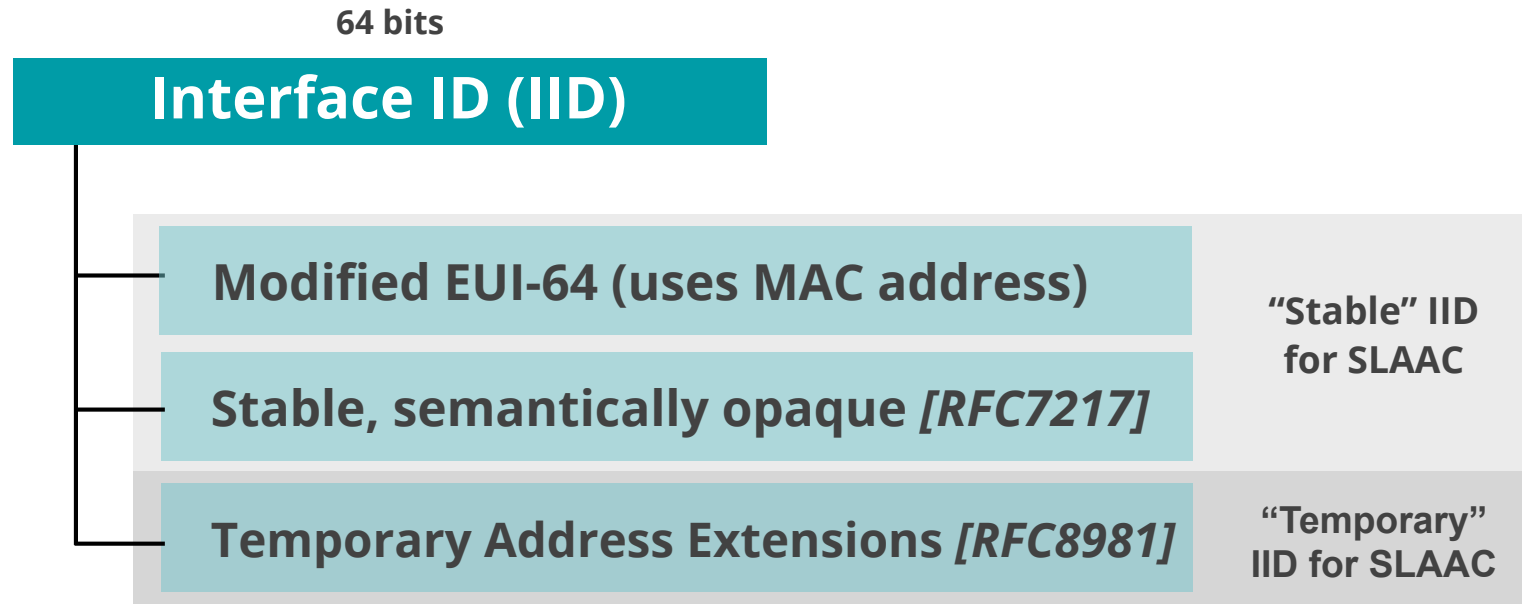 64 bits
Interface ID (IID)
Modified EUI-64 (uses MAC address)
“Stable” IID
for SLAAC
Stable, semantically opaque [RFC7217]
Temporary Address Extensions [RFC8981]
“Temporary”
IID for SLAAC